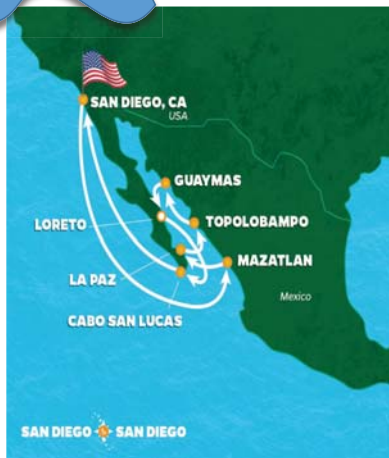 SAN DIEGO, CA
USA
GUAYMAS
LORETO
TOPOLOBAMPO
LA PAZ
MAZATLAN
CABO SAN LUCAS
Mexico
SAN DIEGO SAN DIEGO